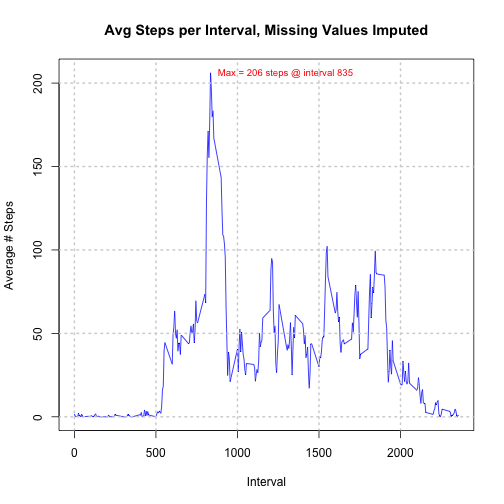 Avg Steps per Interval, Missing Values Imputed
Max = 206 steps @ interval 835
Average # Steps
200
150
100
50
0
0 500 1000 1500 2000
Interval